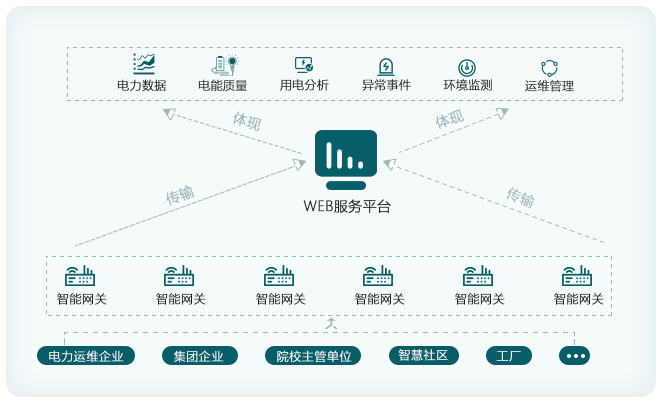 电力数据 电能质量 用电分析 异常事件 环境监测 运维管理
体现 体现
WEB服务平台
传输 传输
智能网关 智能网关 智能网关 智能网关 智能网关 智能网关
电力运维企业 集团企业 院校主管单位 智慧社区 工厂 •••